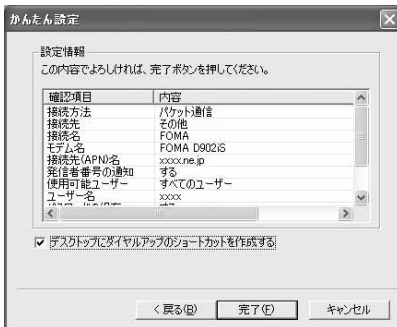 かんたん設定
設定情報
この内容でよろしければ、完了ボタンを押してください。
確認項目 内容
接続方法 パケット通信
接続先 その他
接続名 FOMA
モデム名 FOMA D902iS
接続先(APN)名 xxxx.ne.jp
発信者番号の通知 する
使用可能ユーザー すべてのユーザー
ユーザー名 xxxx
デスクトップにダイヤルアップのショートカットを作成する
< 戻る(B) 完了(F) キャンセル